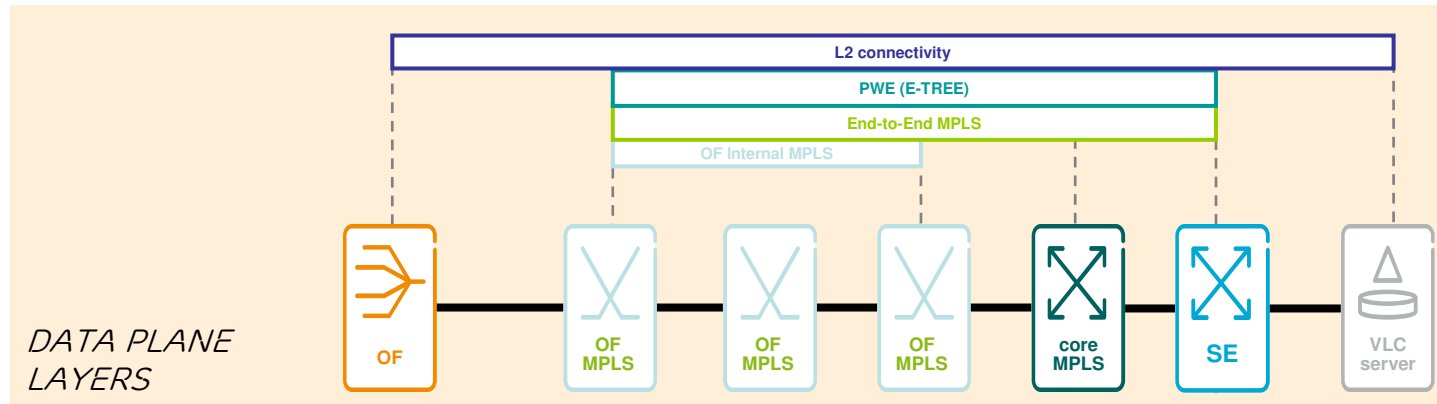 L2 connectivity
PWE (E-TREE)
End-to-End MPLS
OF Internal MPLS
OF
OF
MPLS
OF
MPLS
OF
MPLS
core
MPLS
SE
VLC
server
DATA PLANE
LAYERS